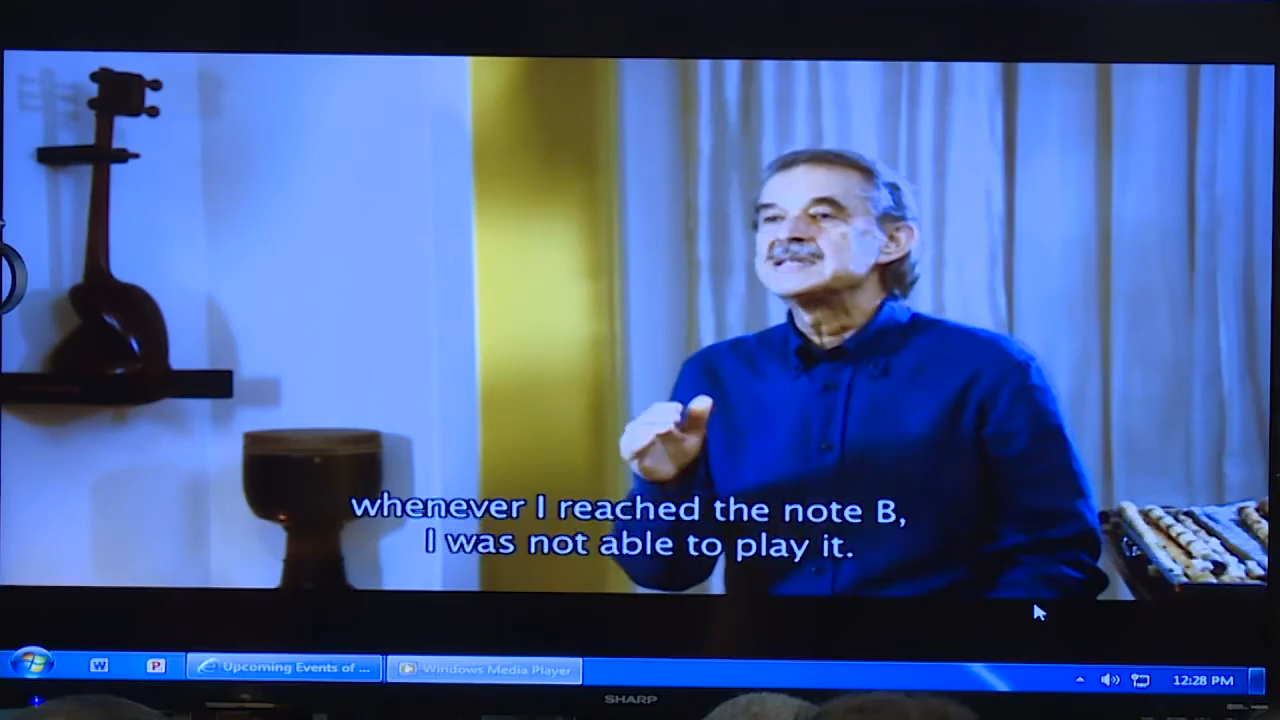 whenever I reached the note B,
I was not able to play it.
W
P
Upcoming Events of ...
Windows Media Player
12:28 PM
SHARP